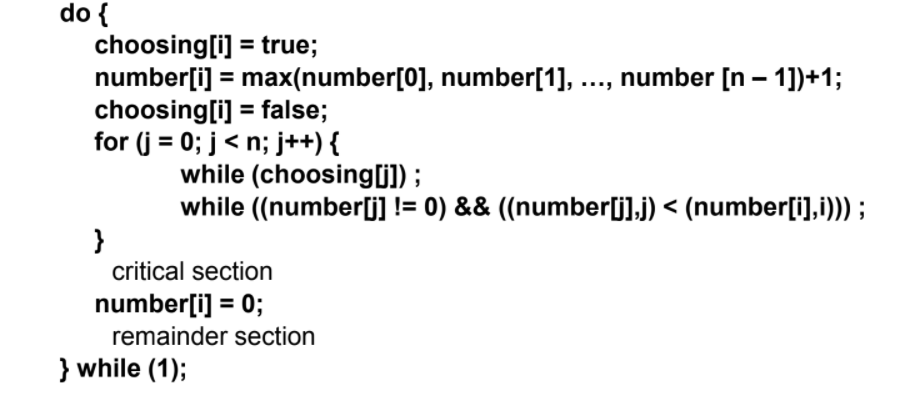 do {
choosing[i] = true;
number[i] = max(number[0], number[1], …, number [n – 1])+1;
choosing[i] = false;
for (j = 0; j < n; j++) {
while (choosing[j]) ;
while ((number[j] != 0) && ((number[j],j) < (number[i],i))) ;
}
critical section
number[i] = 0;
remainder section
} while (1);